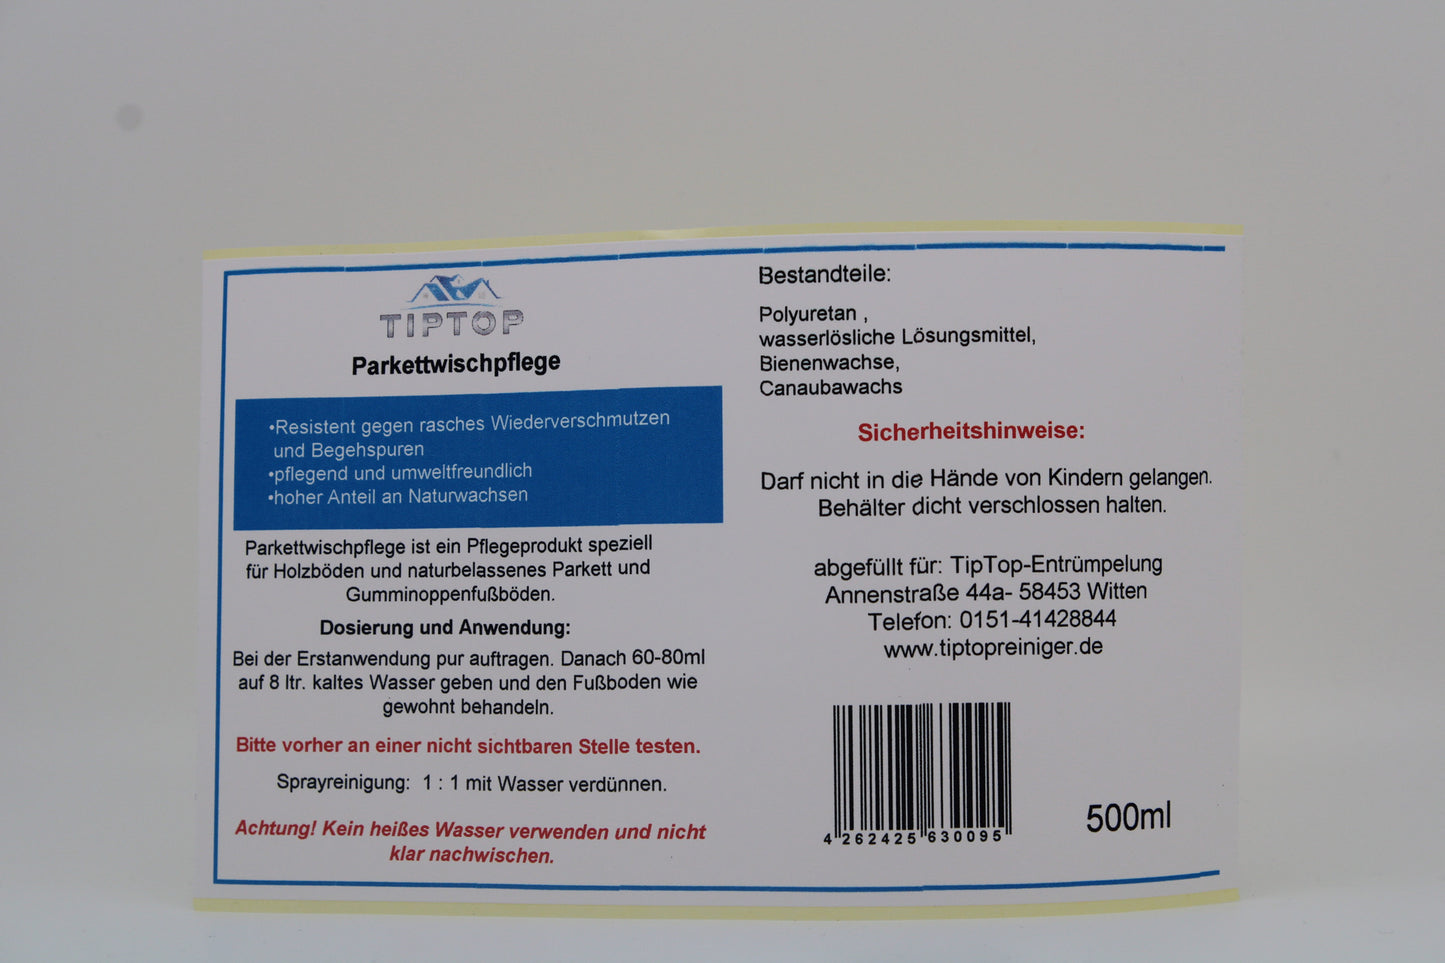 TIPTOP
Parkettwischpflege
•Resistent gegen rasches Wiederverschmutzen
und Begehspuren
•pflegend und umweltfreundlich
•hoher Anteil an Naturwachsen
Parkettwischpflege ist ein Pflegeprodukt speziell
für Holzböden und naturbelassenes Parkett und
Gumminoppenfußböden.
Dosierung und Anwendung:
Bei der Erstanwendung pur auftragen. Danach 60-80ml
auf 8 ltr. kaltes Wasser geben und den Fußboden wie
gewohnt behandeln.
Bitte vorher an einer nicht sichtbaren Stelle testen.
Sprayreinigung: 1 : 1 mit Wasser verdünnen.
Achtung! Kein heißes Wasser verwenden und nicht
klar nachwischen.
Bestandteile:
Polyuretan ,
wasserlösliche Lösungsmittel,
Bienenwachse,
Canaubawachs
Sicherheitshinweise:
Darf nicht in die Hände von Kindern gelangen.
Behälter dicht verschlossen halten.
abgefüllt für: TipTop-Entrümpelung
Annenstraße 44a- 58453 Witten
Telefon: 0151-41428844
www.tiptopreiniger.de
4 262425 630095
500ml